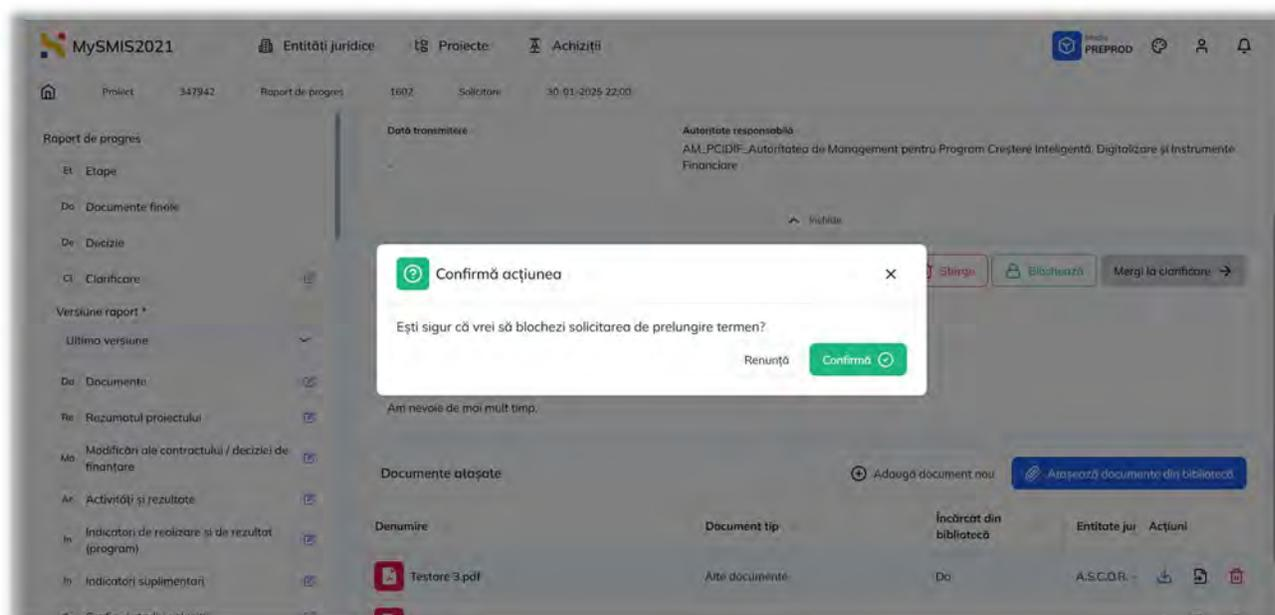 MySMIS2021 Entități juridice Proiecte Achiziții Mediu PREPROD
Proiect 347942 Raport de progres 1602 Solicitare 30-01-2025 22:00
Raport de progres
Et Etape
Do Documente finale
De Decizie
Cl Clarificare
Versiune raport *
Ultima versiune
Do Documente
Re Rezumatul proiectului
Mo Modificări ale contractului / deciziei de
finanțare
Ac Activități și rezultate
In Indicatori de realizare si de rezultat
(program)
In Indicatori suplimentari
Dată transmitere
-
Autoritate responsabilă
AM_PCIDIF_Autoritatea de Management pentru Program Creștere Inteligentă, Digitalizare și Instrumente
Financiare
Închide
Șterge Blochează Mergi la clarificare
Confirmă acțiunea
Ești sigur că vrei să blochezi solicitarea de prelungire termen?
Renunță Confirmă
Am nevoie de mai mult timp.
Documente atașate Adaugă document nou Atașează documente din bibliotecă
Denumire Document tip Încărcat din
bibliotecă Entitate jur Acțiuni
Testare 3.pdf Alte documente Da A.S.C.O.R. -